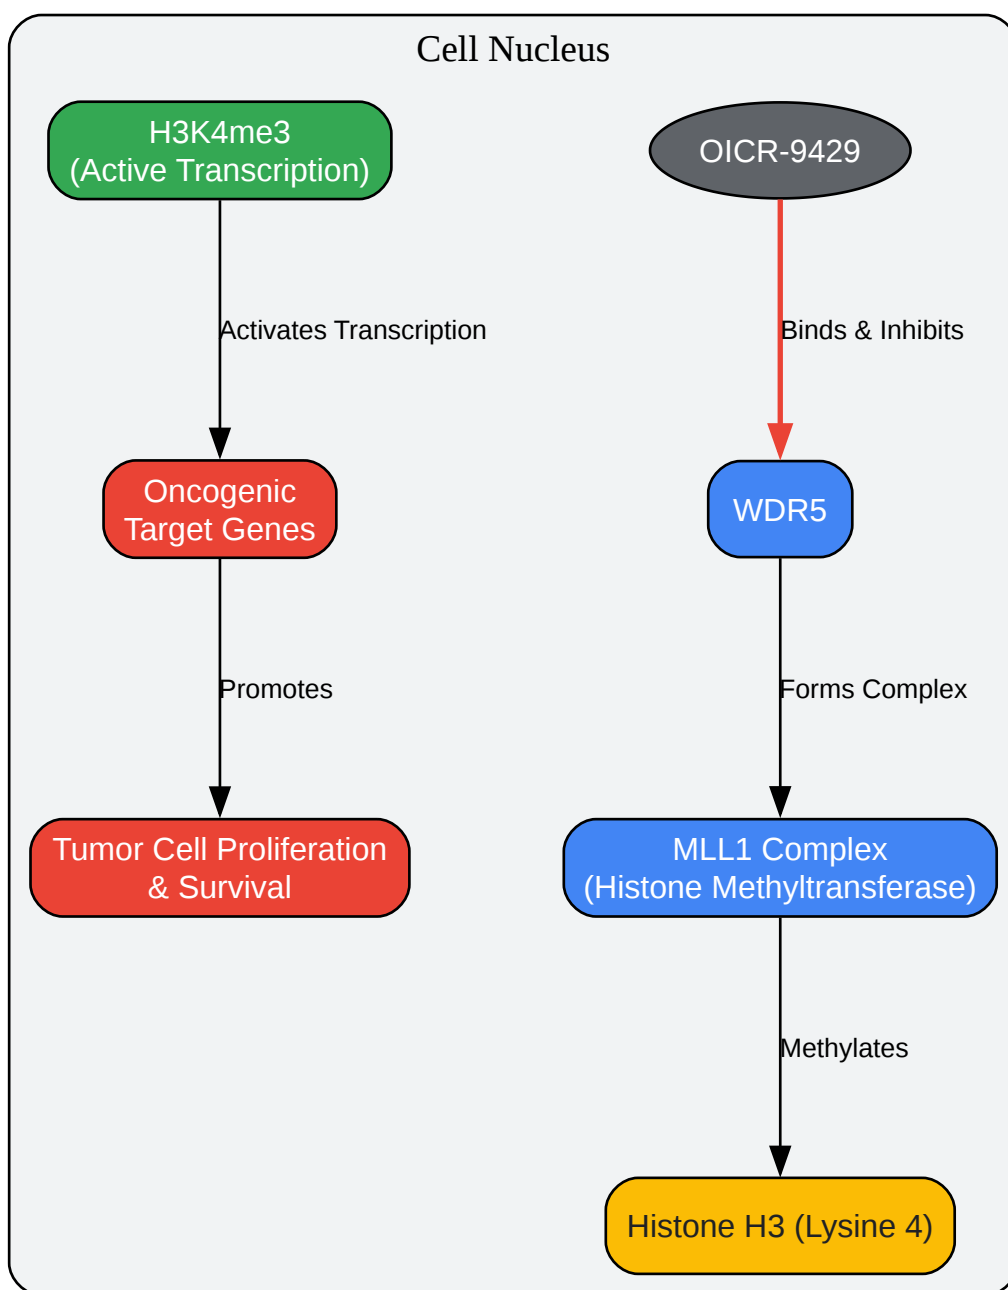 Cell Nucleus
H3K4me3
(Active Transcription)
Activates Transcription
Oncogenic
Target Genes
Promotes
Tumor Cell Proliferation
& Survival
OICR-9429
Binds & Inhibits
WDR5
Forms Complex
MLL1 Complex
(Histone Methyltransferase)
Methylates
Histone H3 (Lysine 4)